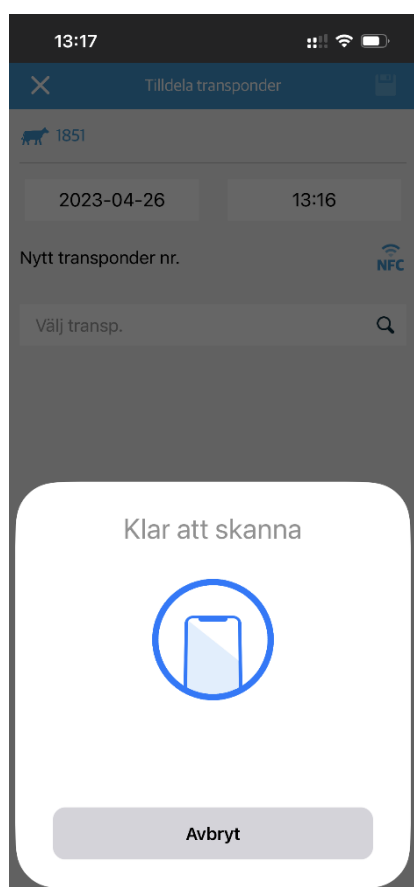 13:17
Tilldela transponder
1851
2023-04-26 13:16
Nytt transponder nr.
NFC
Välj transp.
Klar att skanna
Avbryt